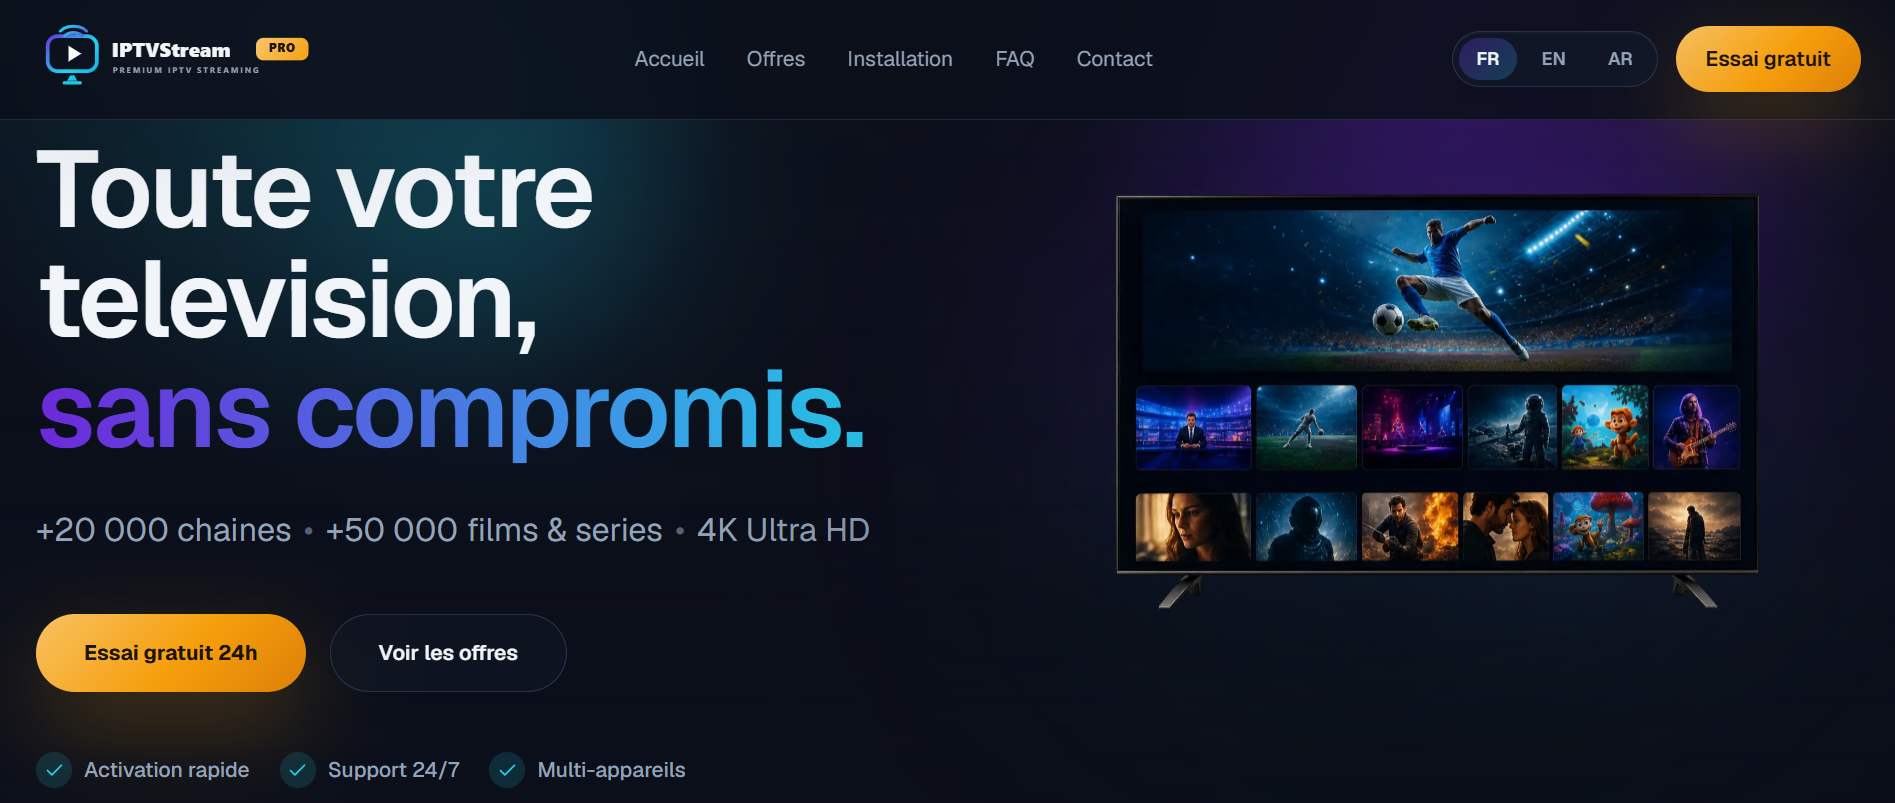 IPTVStream PRO
PREMIUM IPTV STREAMING
Accueil Offres Installation FAQ Contact
FR EN AR
Essai gratuit
Toute votre
television,
sans compromis.
+20 000 chaines • +50 000 films & series • 4K Ultra HD
Essai gratuit 24h
Voir les offres
Activation rapide
Support 24/7
Multi-appareils